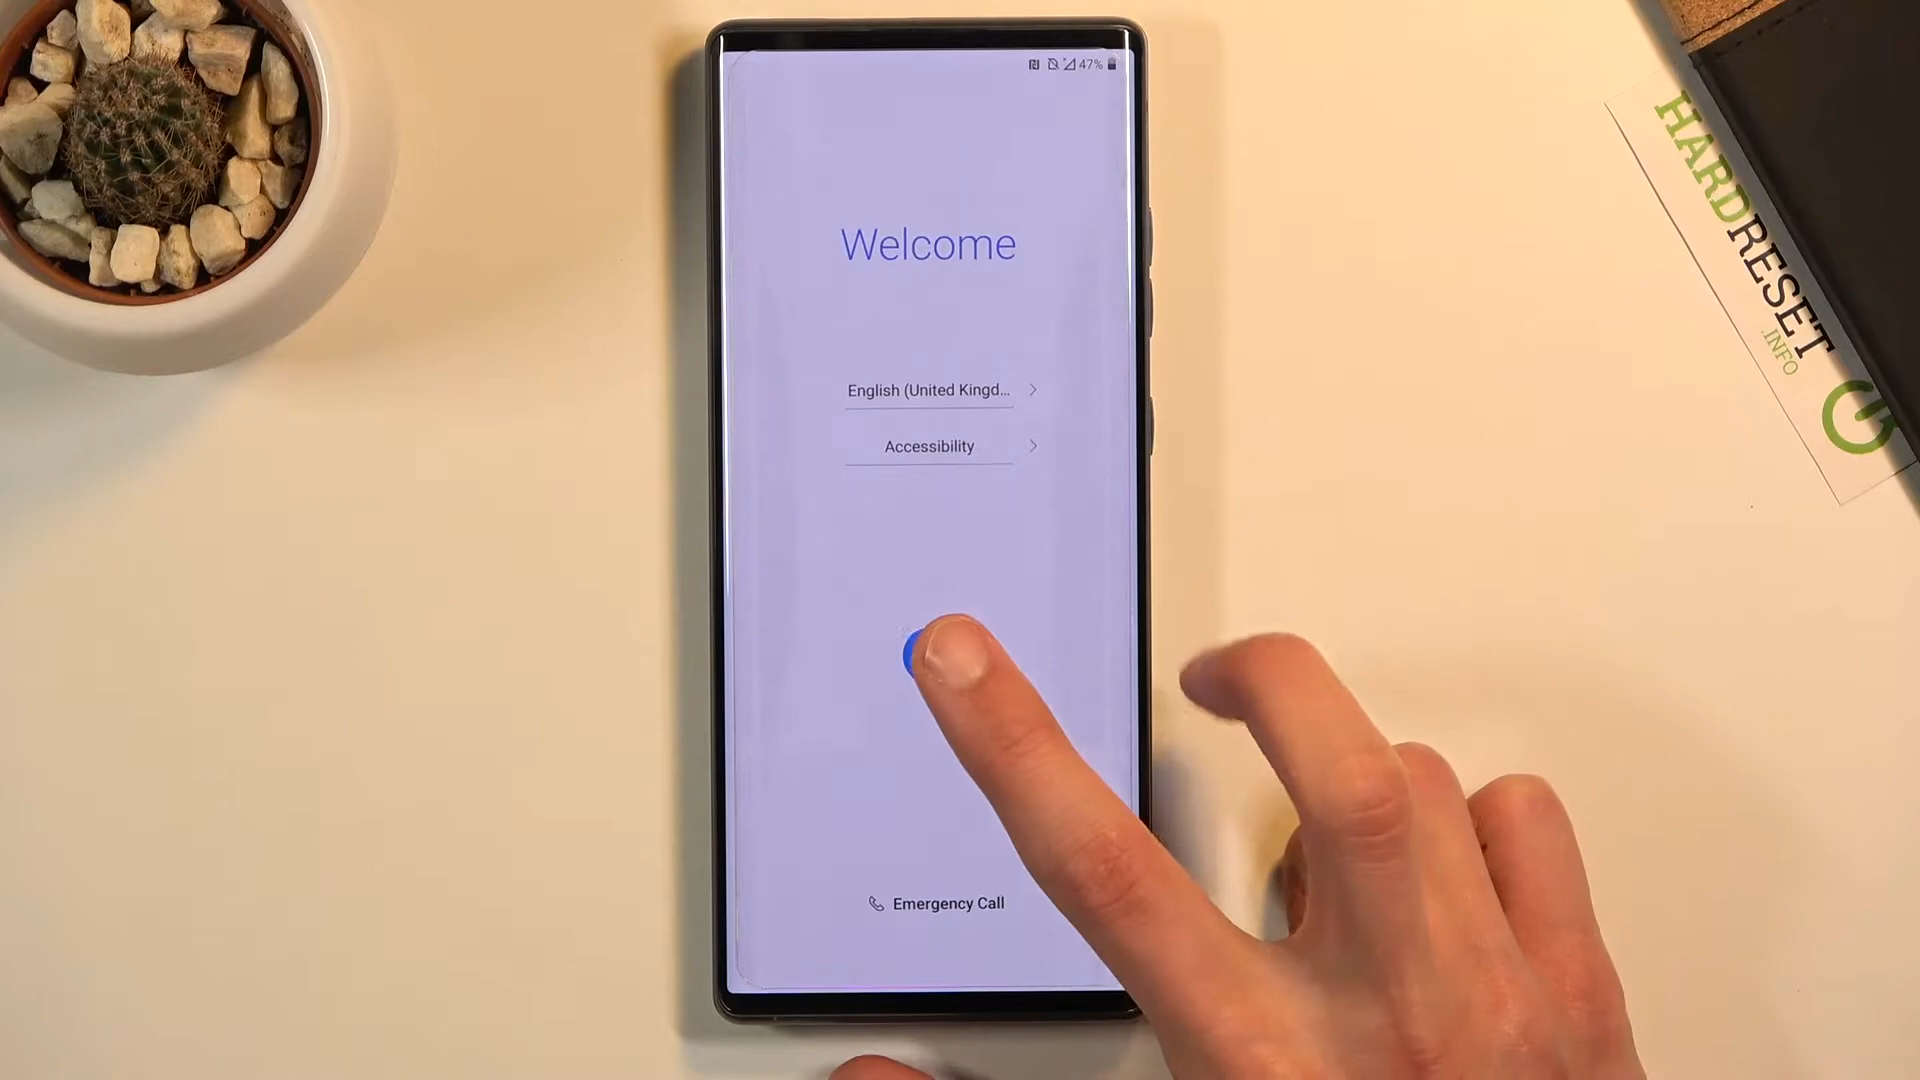 47%
Welcome
English (United Kingd...
Accessibility
Emergency Call
HARDRESET
.INFO